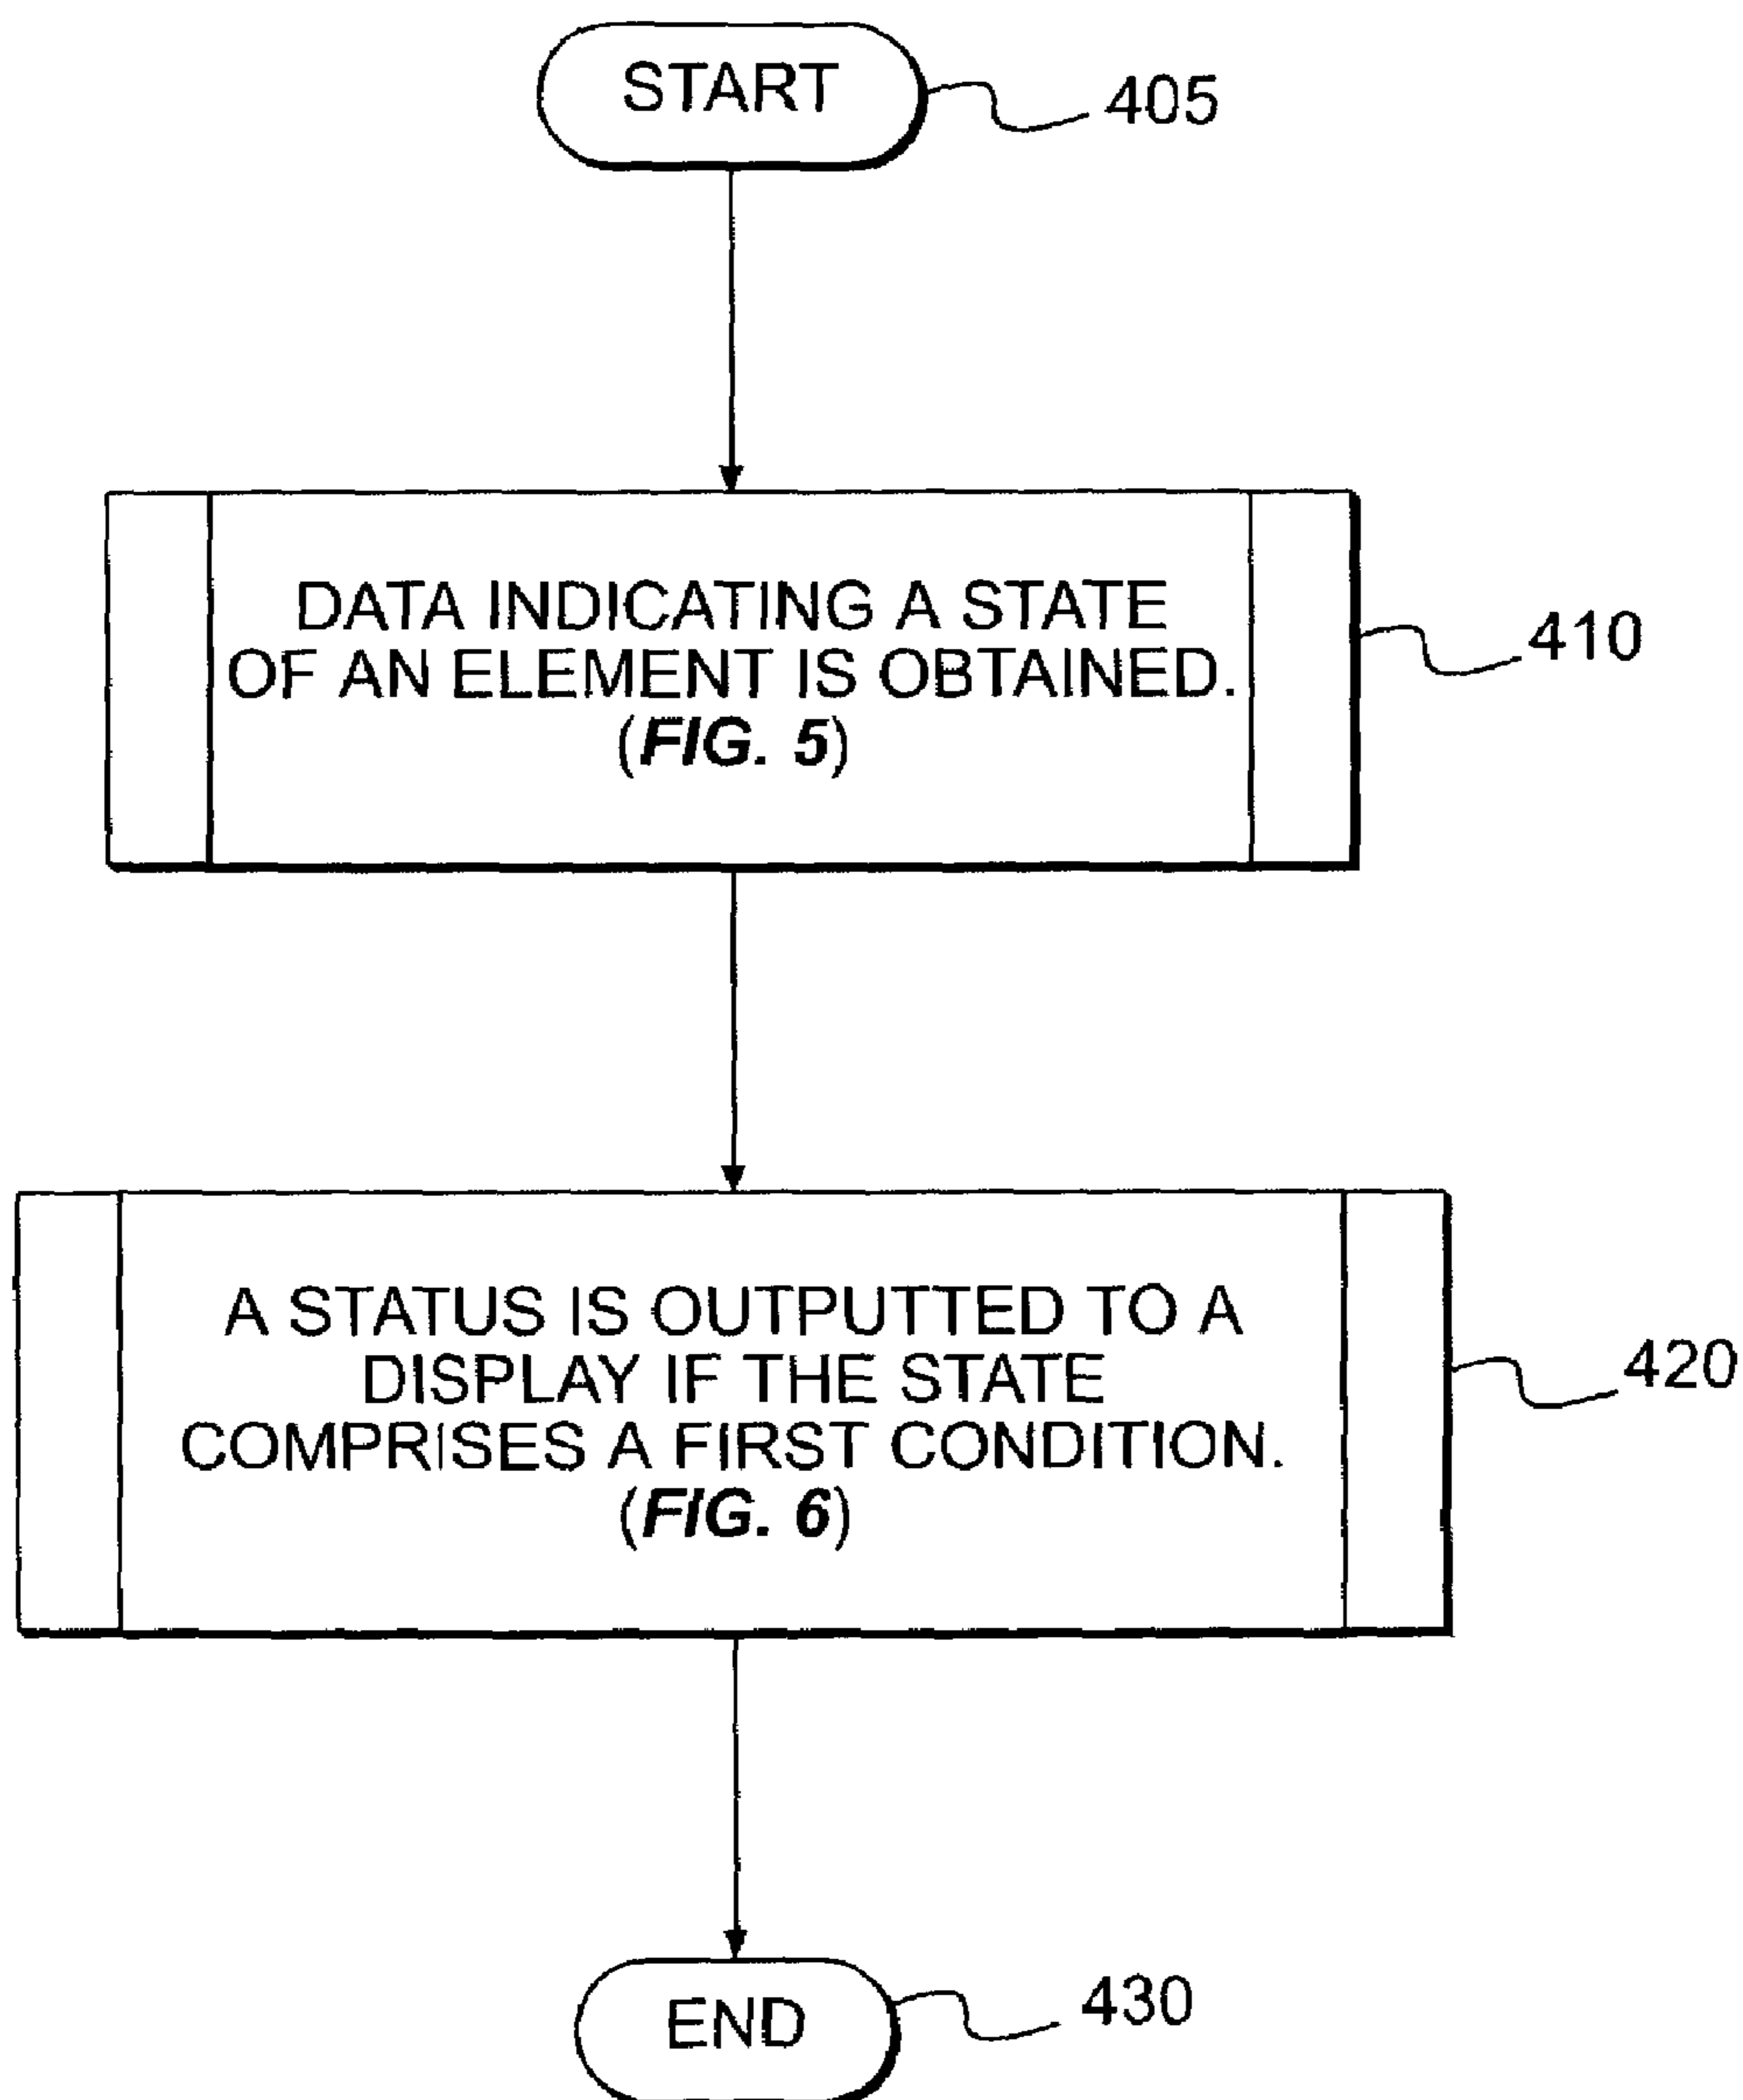 START
405
DATA INDICATING A STATE
OF AN ELEMENT IS OBTAINED.
(FIG. 5)
410
A STATUS IS OUTPUTTED TO A
DISPLAY IF THE STATE
COMPRISES A FIRST CONDITION.
(FIG. 6)
420
END
430